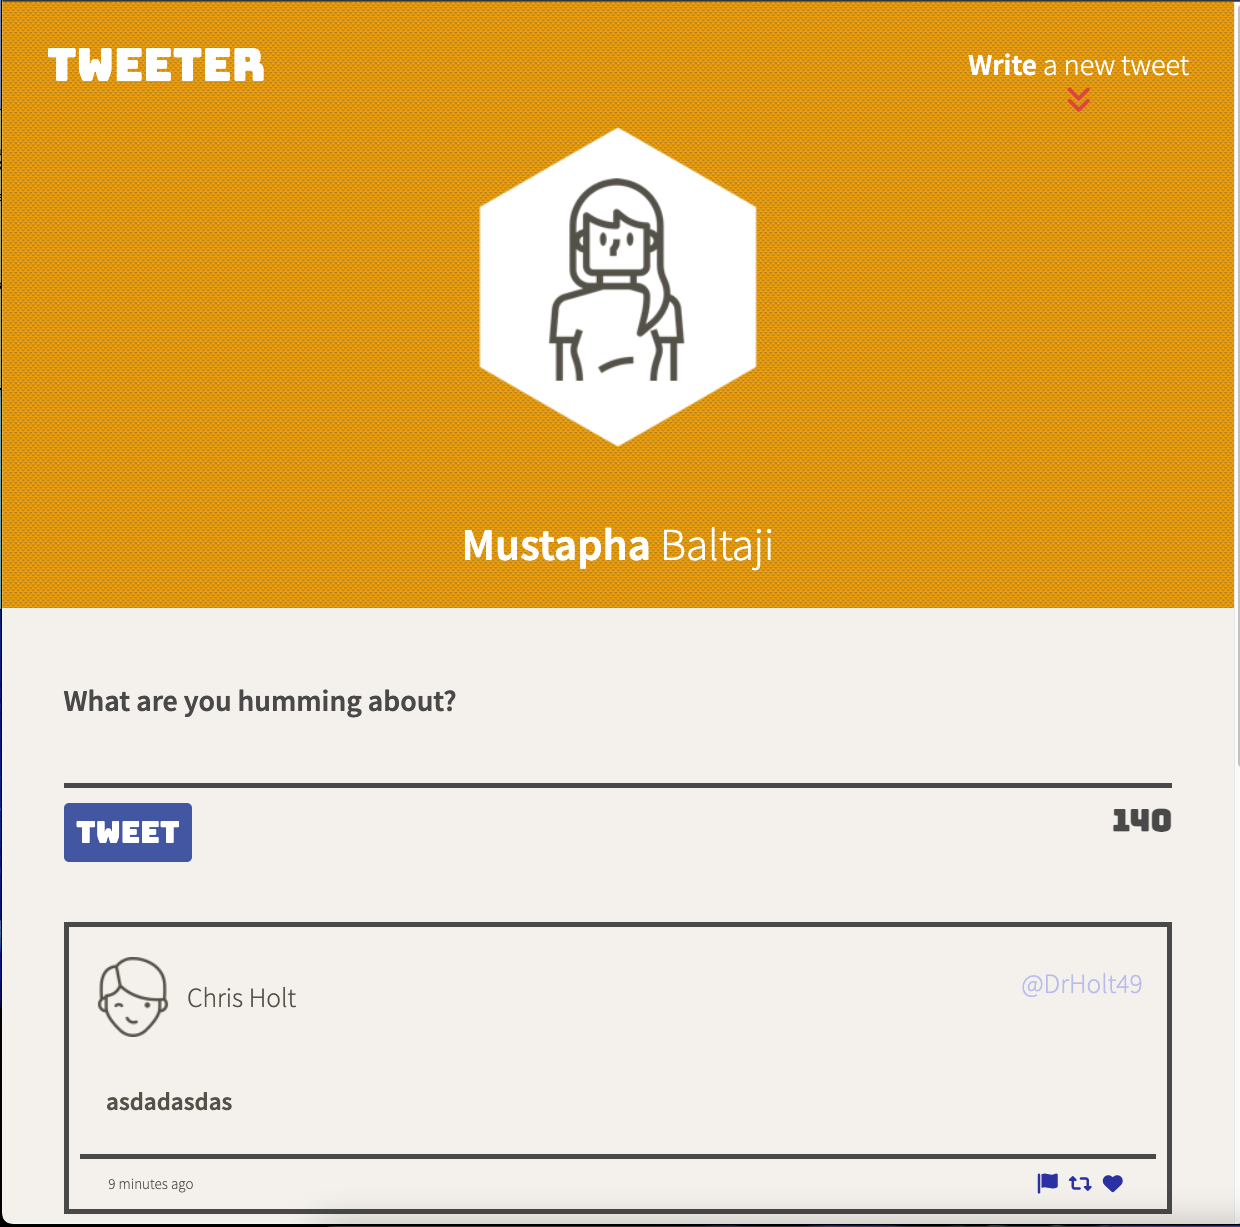 TWEETER
Write a new tweet
Mustapha Baltaji
What are you humming about?
TWEET
140
Chris Holt
@DrHolt49
asdadasdas
9 minutes ago